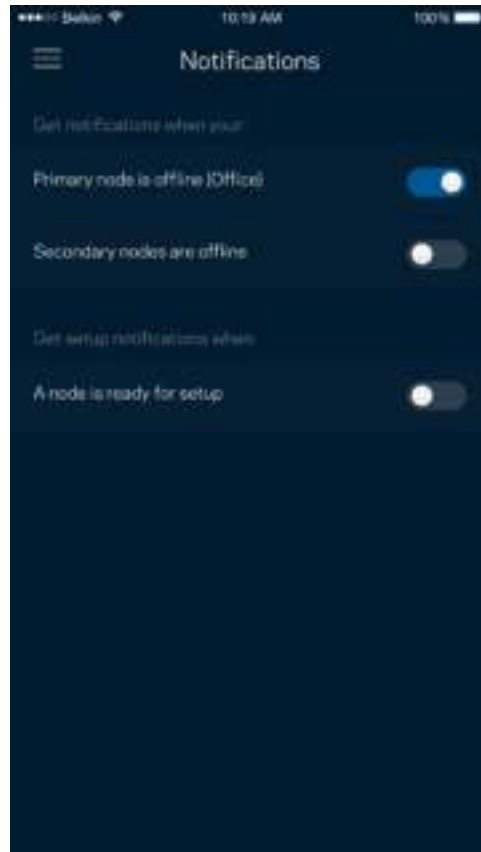 Belkin 10:19 AM 100%
Notifications
Get notifications when your:
Primary node is offline (Office)
Secondary nodes are offline
Get setup notifications when:
A node is ready for setup